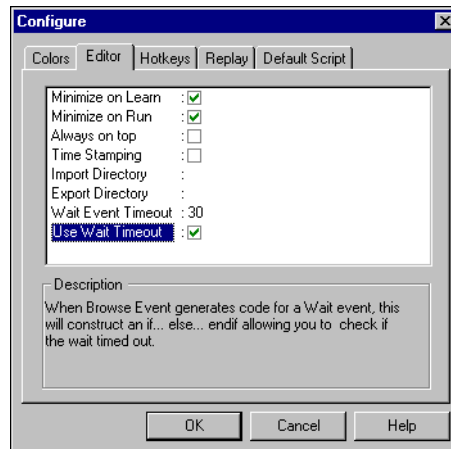 Configure
Colors Editor Hotkeys Replay Default Script
Minimize on Learn :
Minimize on Run :
Always on top :
Time Stamping :
Import Directory :
Export Directory :
Wait Event Timeout : 30
Use Wait Timeout :
Description
When Browse Event generates code for a Wait event, this
will construct an if... else... endif allowing you to check if
the wait timed out.
OK Cancel Help